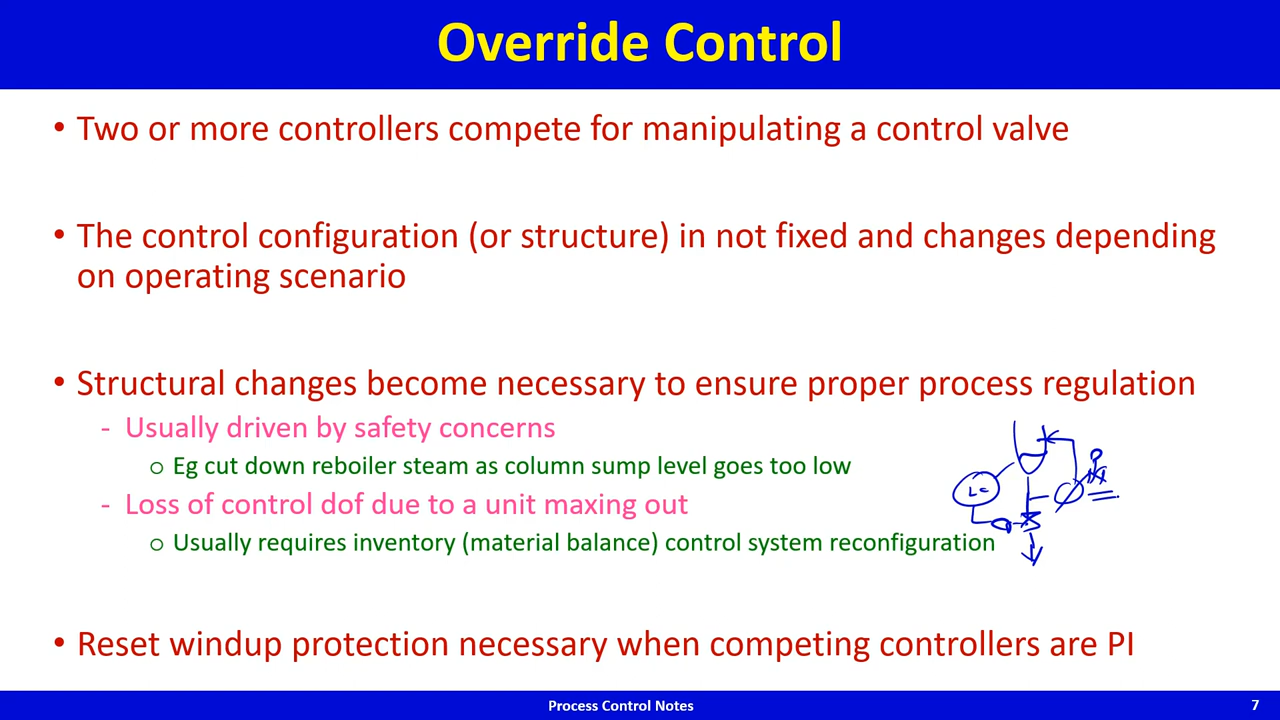 Override Control
• Two or more controllers compete for manipulating a control valve
• The control configuration (or structure) in not fixed and changes depending
on operating scenario
• Structural changes become necessary to ensure proper process regulation
- Usually driven by safety concerns
o Eg cut down reboiler steam as column sump level goes too low
- Loss of control dof due to a unit maxing out
o Usually requires inventory (material balance) control system reconfiguration
LC
• Reset windup protection necessary when competing controllers are PI
Process Control Notes
7